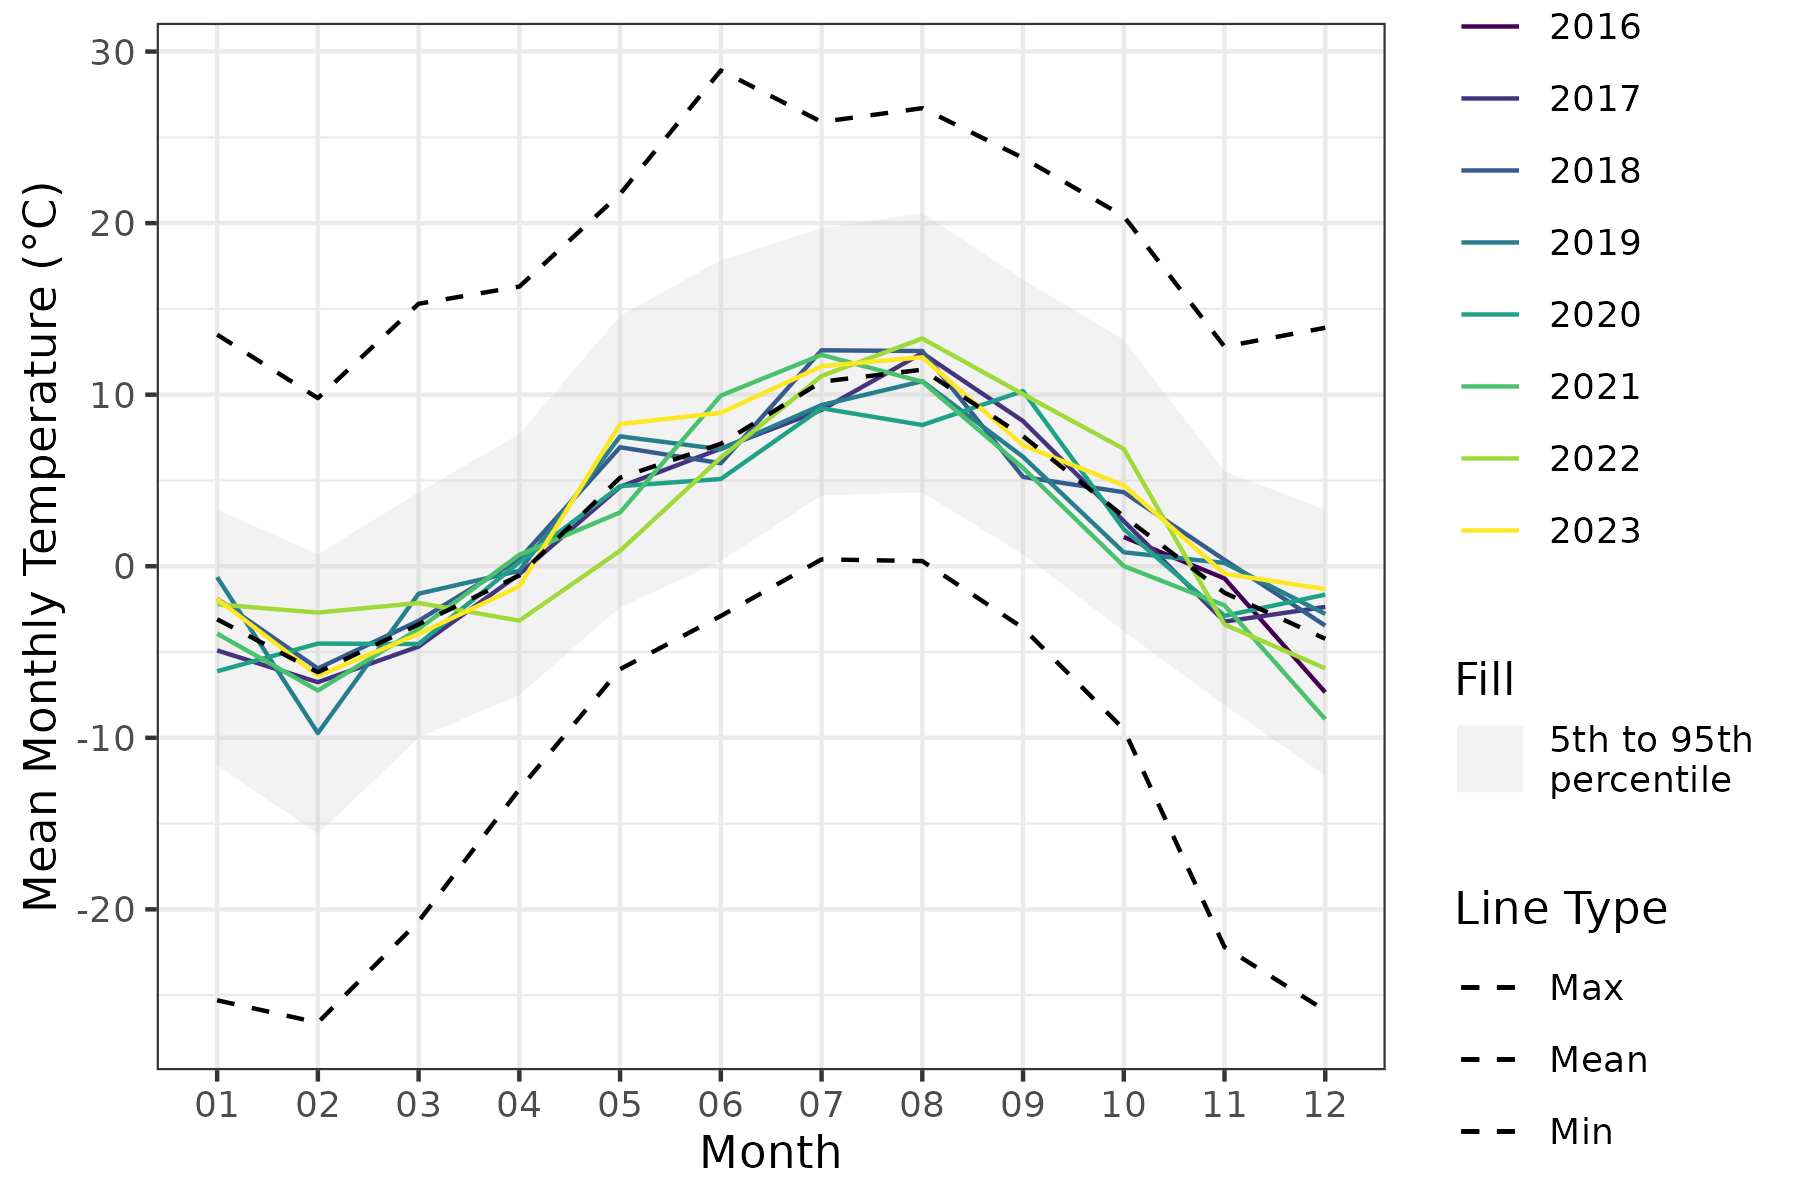 Mean Monthly Temperature (°C)
30
20
10
0
-10
-20
01 02 03 04 05 06 07 08 09 10 11 12
Month
2016
2017
2018
2019
2020
2021
2022
2023
Fill
5th to 95th
percentile
Line Type
Max
Mean
Min